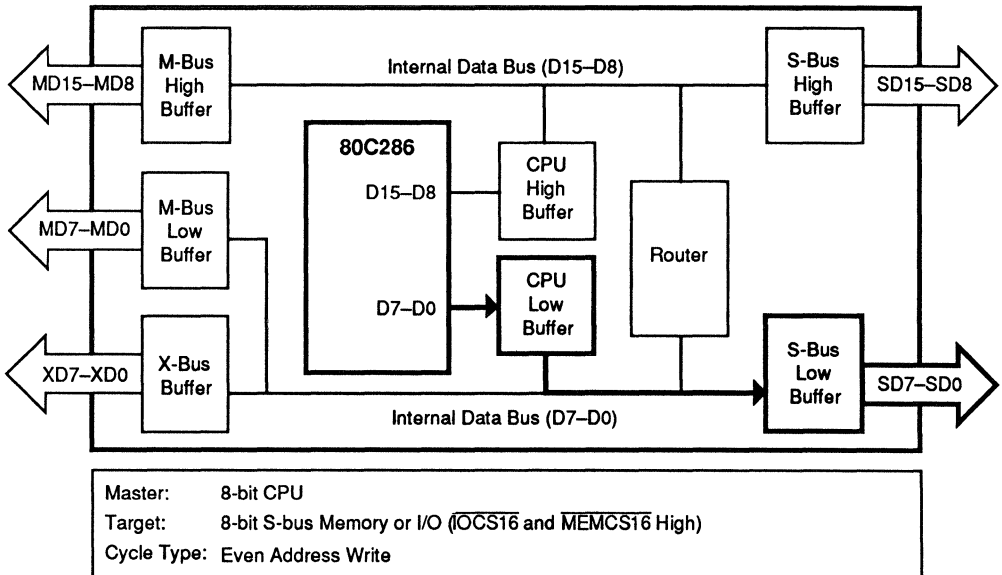 MD15–MD8
M-Bus
High
Buffer
Internal Data Bus (D15–D8)
S-Bus
High
Buffer
SD15–SD8
80C286
D15–D8
CPU
High
Buffer
MD7–MD0
M-Bus
Low
Buffer
Router
D7–D0
CPU
Low
Buffer
XD7–XD0
X-Bus
Buffer
S-Bus
Low
Buffer
SD7–SD0
Internal Data Bus (D7–D0)
Master: 8-bit CPU
Target: 8-bit S-bus Memory or I/O (IOCS16 and MEMCS16 High)
Cycle Type: Even Address Write